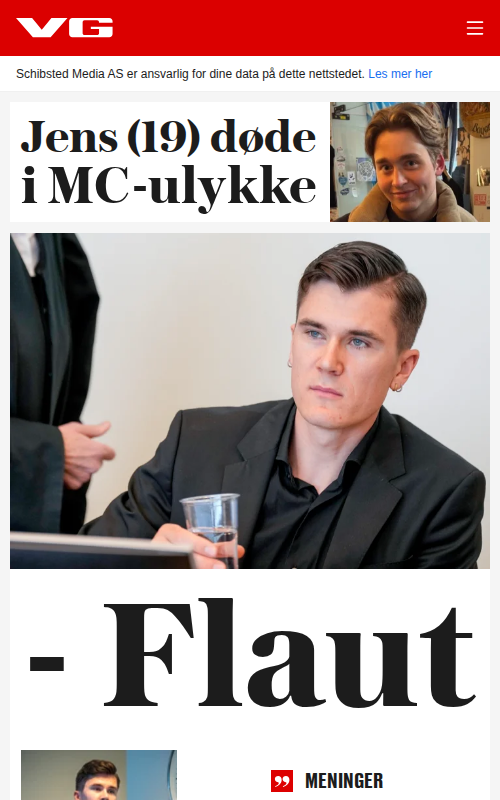 VG
Schibsted Media AS er ansvarlig for dine data på dette nettstedet. Les mer her
Jens (19) døde
i MC-ulykke
- Flaut
MENINGER